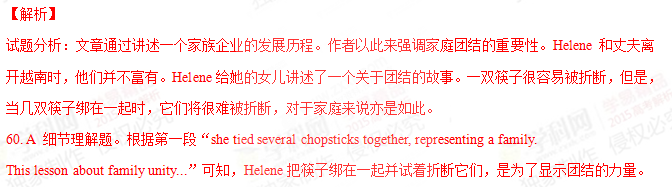 【解析】
试题分析：文章通过讲述一个家族企业的发展历程。作者以此来强调家庭团结的重要性。Helene 和丈夫离
开越南时，他们并不富有。Helene 给她的女儿讲述了一个关于团结的故事。一双筷子很容易被折断，但是，
当几双筷子绑在一起时，它们将很难被折断，对于家庭来说亦是如此。
60. A 细节理解题。根据第一段“she tied several chopsticks together, representing a family.
This lesson about family unity...”可知，Helene 把筷子绑在一起并试着折断它们，是为了显示团结的力量。